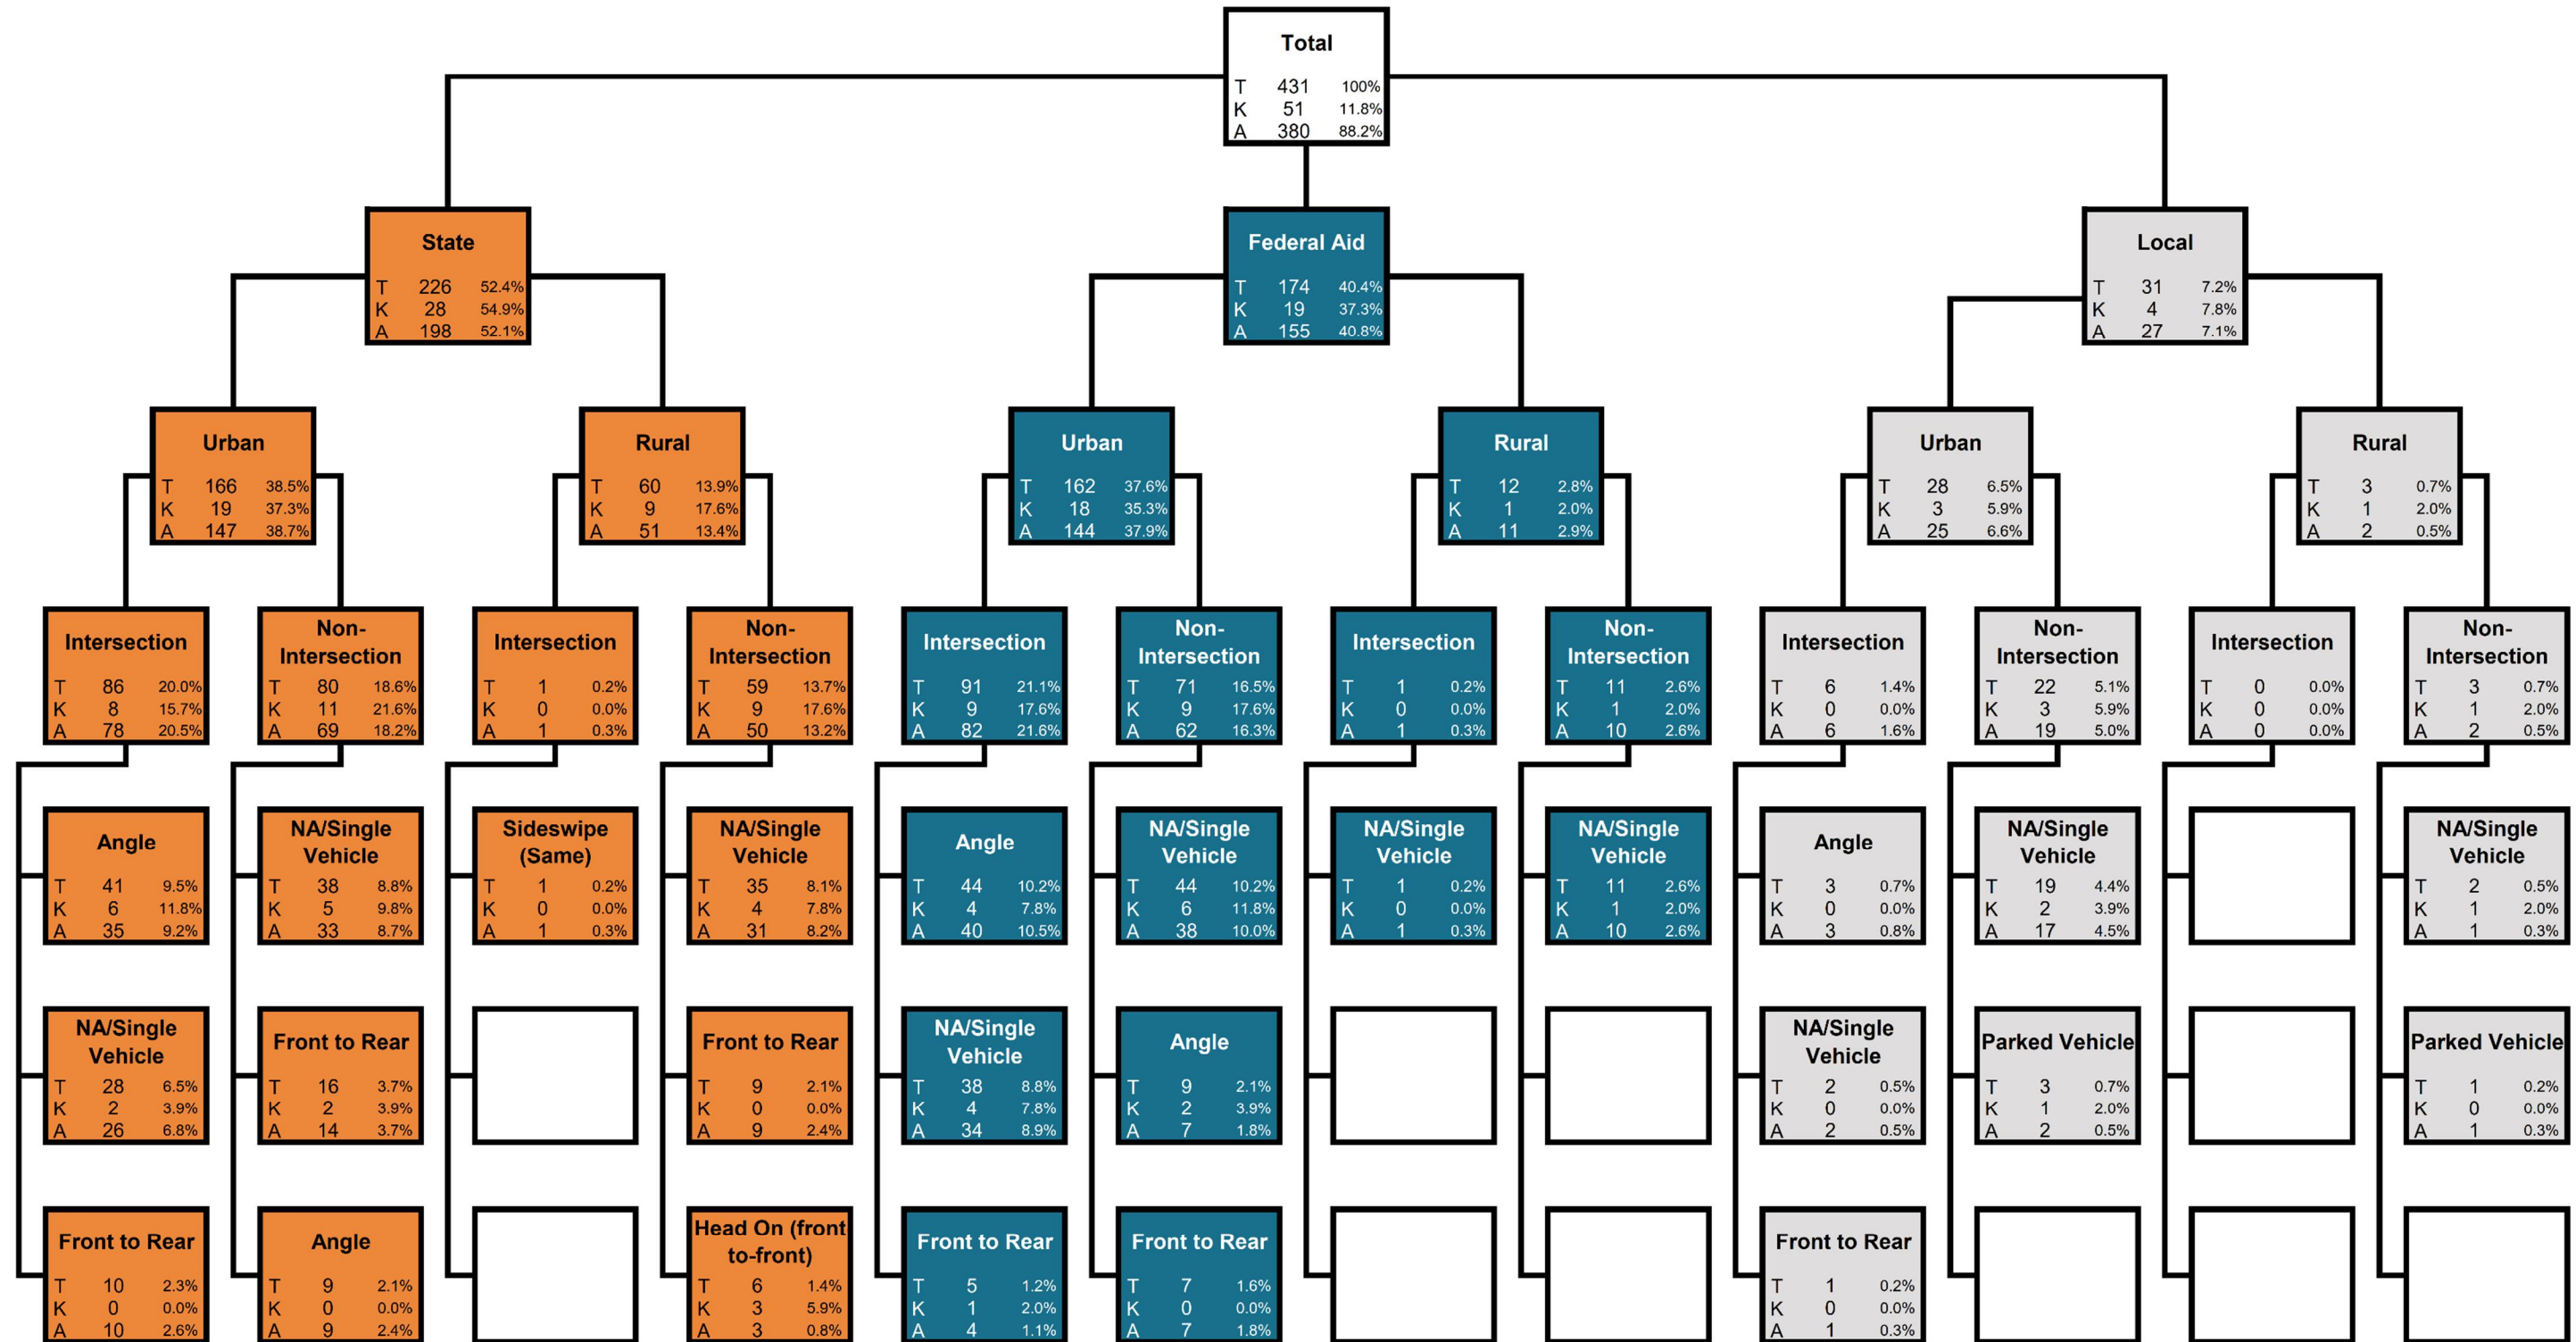 Total
T 431 100%
K 51 11.8%
A 380 88.2%
State
T 226 52.4%
K 28 54.9%
A 198 52.1%
Federal Aid
T 174 40.4%
K 19 37.3%
A 155 40.8%
Local
T 31 7.2%
K 4 7.8%
A 27 7.1%
Urban
T 166 38.5%
K 19 37.3%
A 147 38.7%
Rural
T 60 13.9%
K 9 17.6%
A 51 13.4%
Urban
T 162 37.6%
K 18 35.3%
A 144 37.9%
Rural
T 12 2.8%
K 1 2.0%
A 11 2.9%
Urban
T 28 6.5%
K 3 5.9%
A 25 6.6%
Rural
T 3 0.7%
K 1 2.0%
A 2 0.5%
Intersection
T 86 20.0%
K 8 15.7%
A 78 20.5%
Non-
Intersection
T 80 18.6%
K 11 21.6%
A 69 18.2%
Intersection
T 1 0.2%
K 0 0.0%
A 1 0.3%
Non-
Intersection
T 59 13.7%
K 9 17.6%
A 50 13.2%
Intersection
T 91 21.1%
K 9 17.6%
A 82 21.6%
Non-
Intersection
T 71 16.5%
K 9 17.6%
A 62 16.3%
Intersection
T 1 0.2%
K 0 0.0%
A 1 0.3%
Non-
Intersection
T 11 2.6%
K 1 2.0%
A 10 2.6%
Intersection
T 6 1.4%
K 0 0.0%
A 6 1.6%
Non-
Intersection
T 22 5.1%
K 3 5.9%
A 19 5.0%
Intersection
T 0 0.0%
K 0 0.0%
A 0 0.0%
Non-
Intersection
T 3 0.7%
K 1 2.0%
A 2 0.5%
Angle
T 41 9.5%
K 6 11.8%
A 35 9.2%
NA/Single
Vehicle
T 38 8.8%
K 5 9.8%
A 33 8.7%
Sideswipe
(Same)
T 1 0.2%
K 0 0.0%
A 1 0.3%
NA/Single
Vehicle
T 35 8.1%
K 4 7.8%
A 31 8.2%
Angle
T 44 10.2%
K 4 7.8%
A 40 10.5%
NA/Single
Vehicle
T 44 10.2%
K 6 11.8%
A 38 10.0%
NA/Single
Vehicle
T 1 0.2%
K 0 0.0%
A 1 0.3%
NA/Single
Vehicle
T 11 2.6%
K 1 2.0%
A 10 2.6%
Angle
T 3 0.7%
K 0 0.0%
A 3 0.8%
NA/Single
Vehicle
T 19 4.4%
K 2 3.9%
A 17 4.5%
NA/Single
Vehicle
T 2 0.5%
K 1 2.0%
A 1 0.3%
NA/Single
Vehicle
T 28 6.5%
K 2 3.9%
A 26 6.8%
Front to Rear
T 16 3.7%
K 2 3.9%
A 14 3.7%
Front to Rear
T 9 2.1%
K 0 0.0%
A 9 2.4%
NA/Single
Vehicle
T 38 8.8%
K 4 7.8%
A 34 8.9%
Angle
T 9 2.1%
K 2 3.9%
A 7 1.8%
NA/Single
Vehicle
T 2 0.5%
K 0 0.0%
A 2 0.5%
Parked Vehicle
T 3 0.7%
K 1 2.0%
A 2 0.5%
Parked Vehicle
T 1 0.2%
K 0 0.0%
A 1 0.3%
Front to Rear
T 10 2.3%
K 0 0.0%
A 10 2.6%
Angle
T 9 2.1%
K 0 0.0%
A 9 2.4%
Head On (front
to-front)
T 6 1.4%
K 3 5.9%
A 3 0.8%
Front to Rear
T 5 1.2%
K 1 2.0%
A 4 1.1%
Front to Rear
T 7 1.6%
K 0 0.0%
A 7 1.8%
Front to Rear
T 1 0.2%
K 0 0.0%
A 1 0.3%